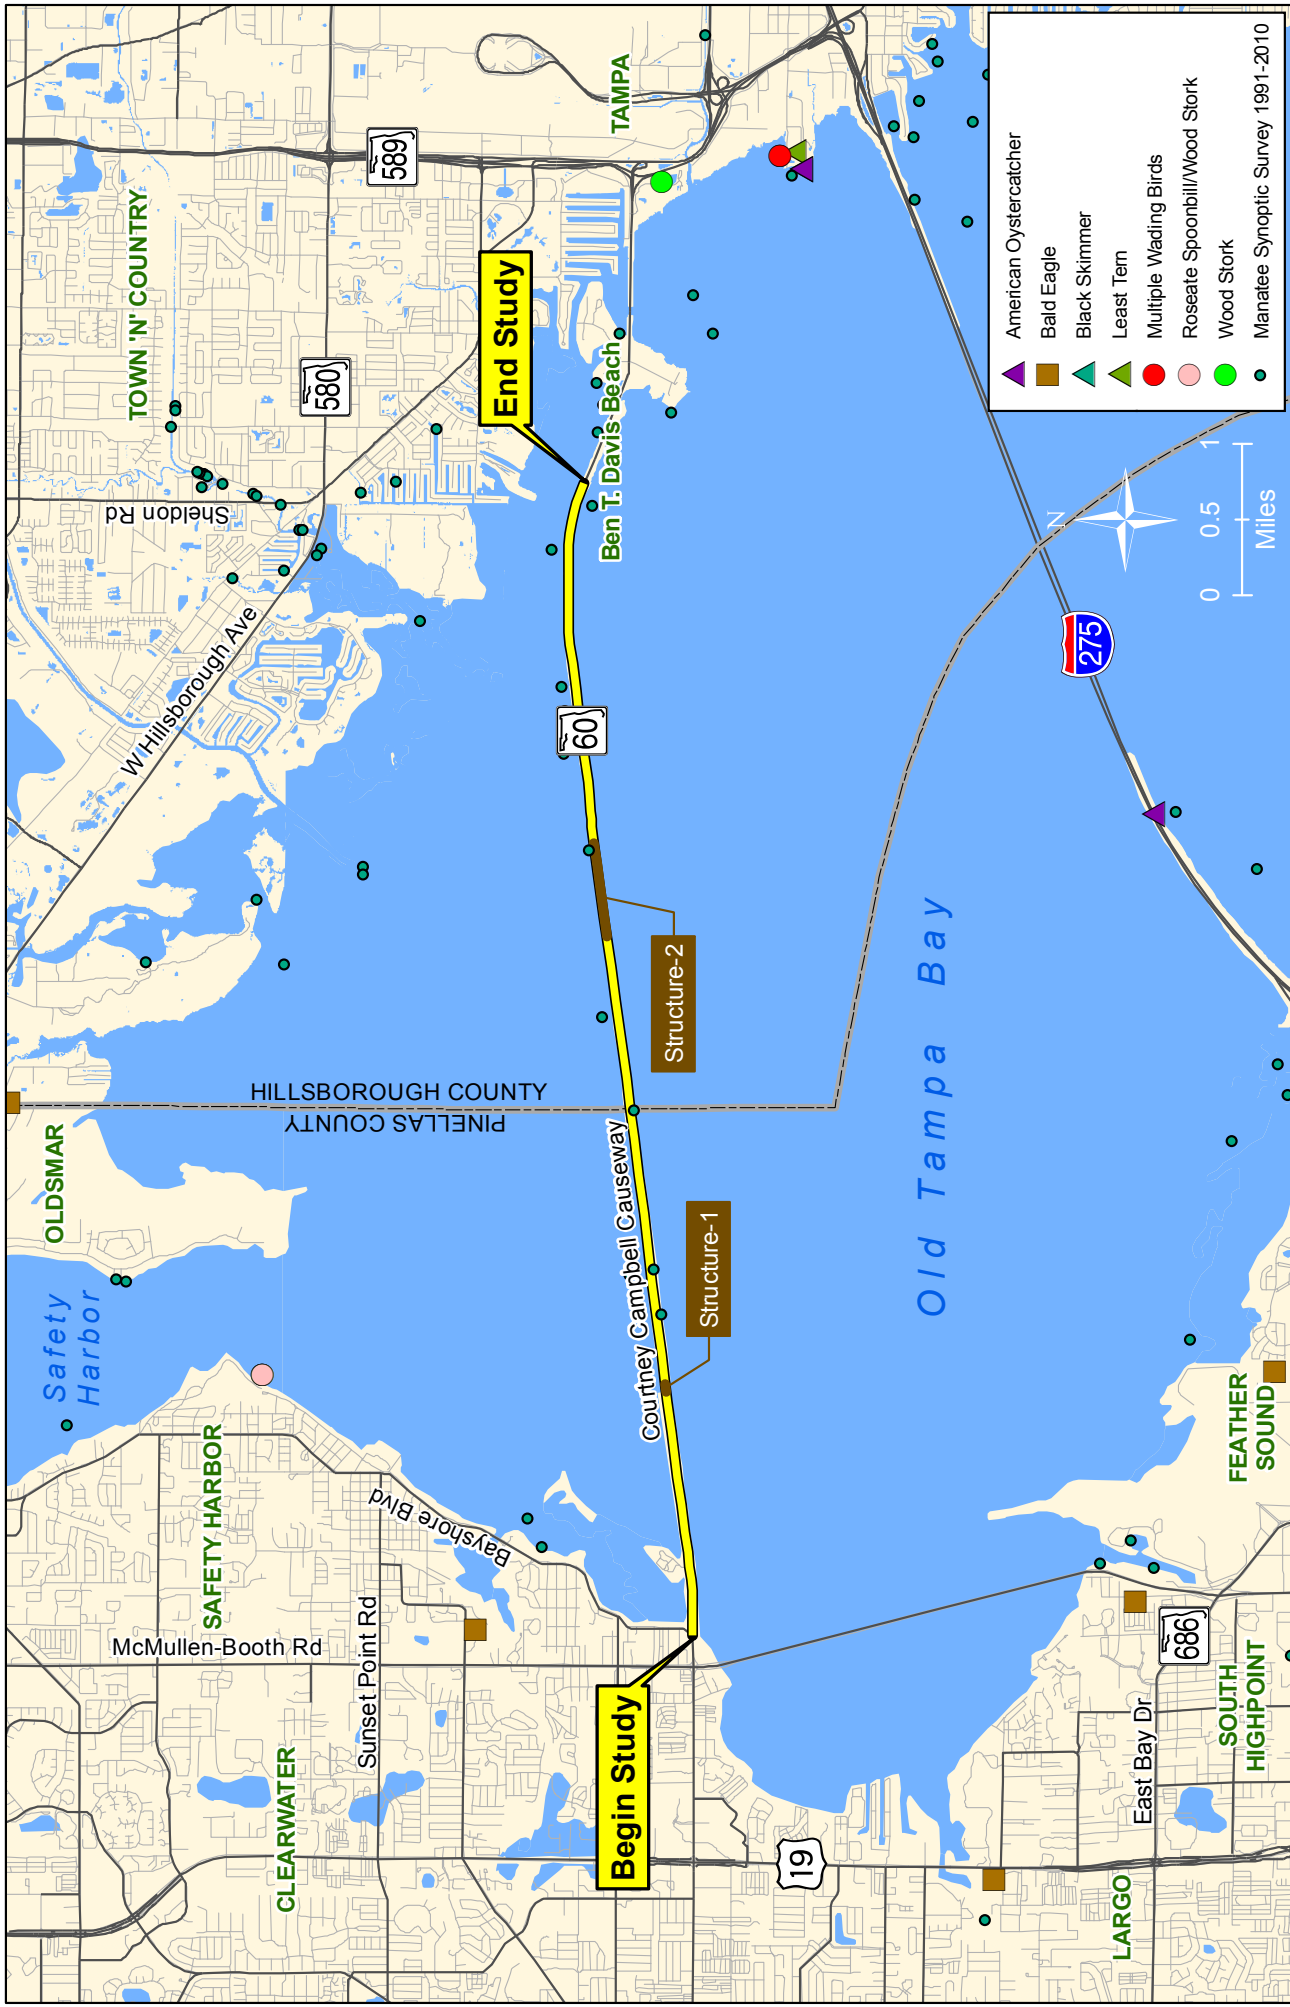 OLDSMAR
Safety
Harbor
SAFETY HARBOR
McMullen-Booth Rd
Sunset Point Rd
Bayshore Blvd
CLEARWATER
HILLSBOROUGH COUNTY
PINELLAS COUNTY
W Hillsborough Ave
Sheldon Rd
TOWN 'N' COUNTRY
580
589
TAMPA
Begin Study
End Study
Ben T. Davis Beach
60
Courtney Campbell Causeway
Structure-1
Structure-2
Old Tampa Bay
19
LARGO
East Bay Dr
686
SOUTH
HIGHPOINT
FEATHER
SOUND
275
N
0 0.5 1
Miles
American Oystercatcher
Bald Eagle
Black Skimmer
Least Tern
Multiple Wading Birds
Roseate Spoonbill/Wood Stork
Wood Stork
Manatee Synoptic Survey 1991-2010